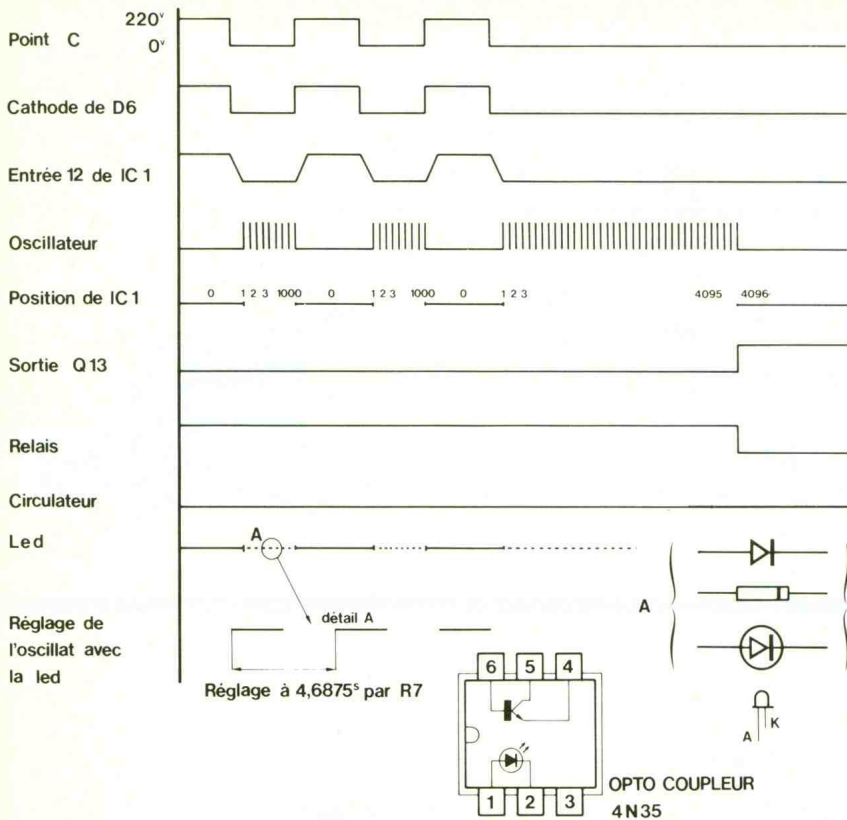 220v
Point C
0v
Cathode de D6
Entrée 12 de IC 1
Oscillateur
Position de IC 1
0 1 2 3 1000 0 1 2 3 1000 0 1 2 3 4095 4096
Sortie Q 13
Relais
Circulateur
Led
A
détail A
Réglage de
l'oscillat avec
la led
Réglage à 4,6875s par R7
A
A K
6 5 4
1 2 3
OPTO COUPLEUR
4N35